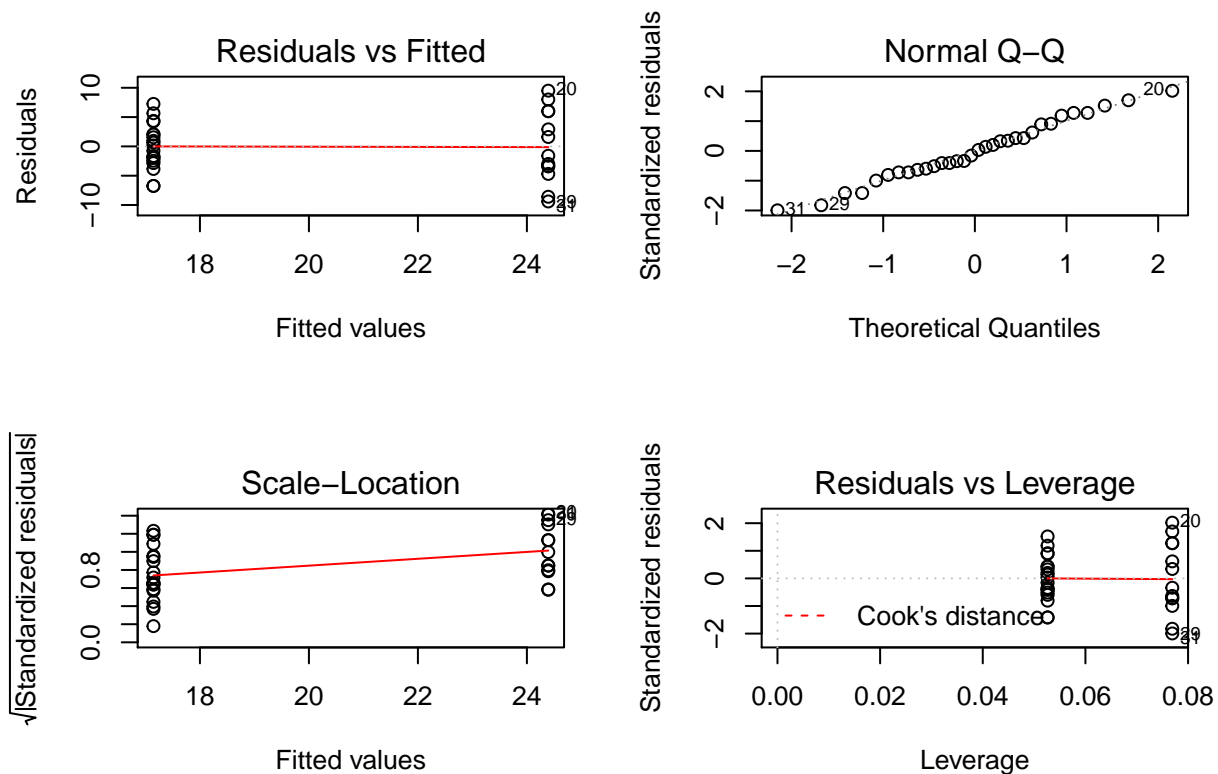 Residuals vs Fitted
Residuals
−10 0 10
20
29
31
18 20 22 24
Fitted values
Normal Q−Q
Standardized residuals
−2 0 2
20
31
29
−2 −1 0 1 2
Theoretical Quantiles
Scale−Location
√|Standardized residuals|
0.0 0.8
29
18 20 22 24
Fitted values
Residuals vs Leverage
Standardized residuals
−2 0 2
20
29
31
Cook's distance
0.00 0.02 0.04 0.06 0.08
Leverage